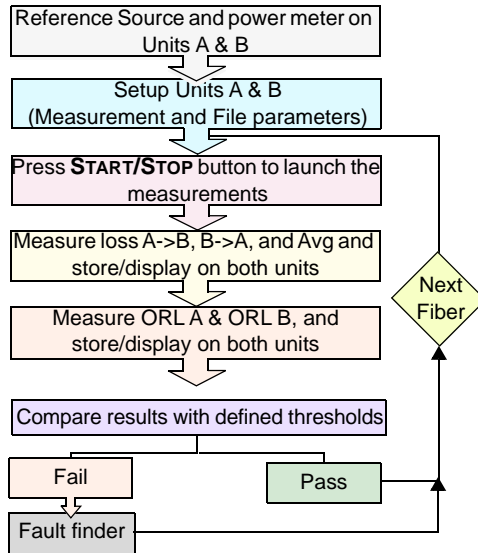 Reference Source and power meter on
Units A & B
Setup Units A & B
(Measurement and File parameters)
Press START/STOP button to launch the
measurements
Measure loss A->B, B->A, and Avg and
store/display on both units
Measure ORL A & ORL B, and
store/display on both units
Next
Fiber
Compare results with defined thresholds
Fail
Pass
Fault finder